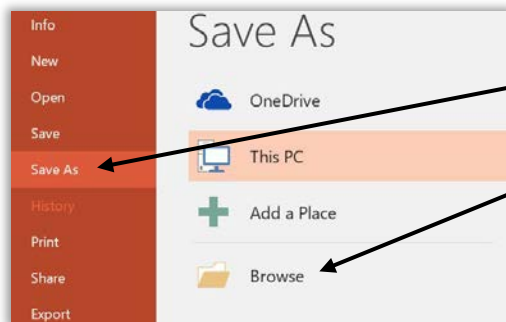 Info
New
Open
Save
Save As
History
Print
Share
Export
Save As
OneDrive
This PC
Add a Place
Browse